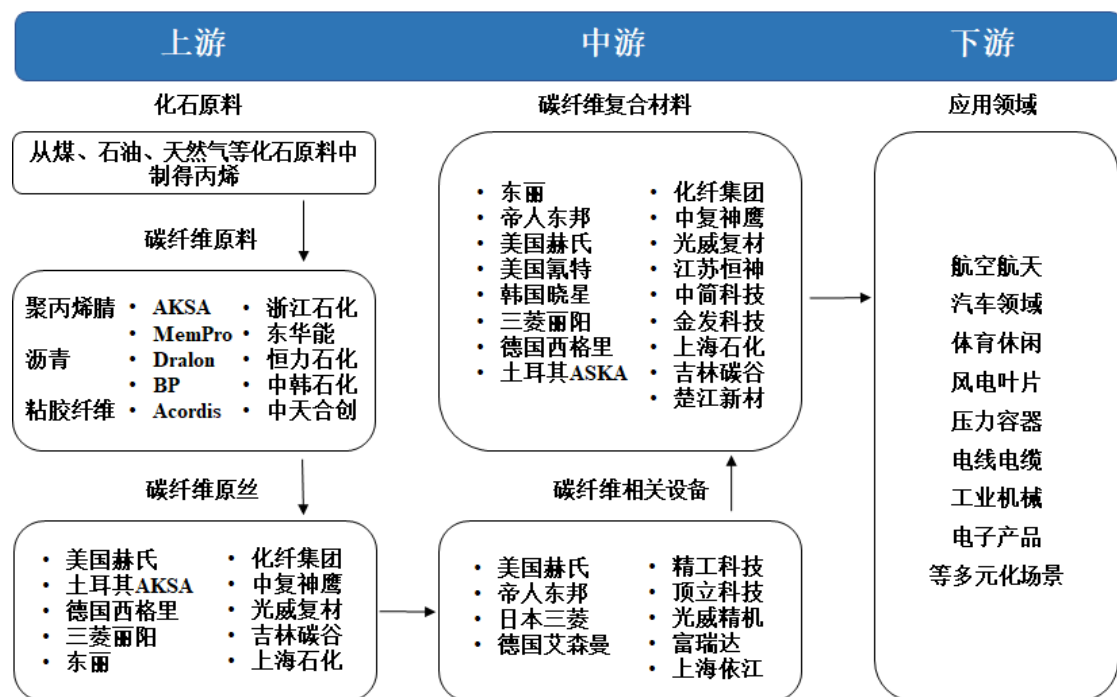 上游
中游
下游
化石原料
从煤、石油、天然气等化石原料中
制得丙烯
碳纤维原料
聚丙烯腈 • AKSA • 浙江石化
• MemPro • 东华能
沥青 • Dralon • 恒力石化
• BP • 中韩石化
粘胶纤维 • Acordis • 中天合创
碳纤维原丝
• 美国赫氏 • 化纤集团
• 土耳其AKSA • 中复神鹰
• 德国西格里 • 光威复材
• 三菱丽阳 • 吉林碳谷
• 东丽 • 上海石化
碳纤维复合材料
• 东丽 • 化纤集团
• 帝人东邦 • 中复神鹰
• 美国赫氏 • 光威复材
• 美国氰特 • 江苏恒神
• 韩国晓星 • 中简科技
• 三菱丽阳 • 金发科技
• 德国西格里 • 上海石化
• 土耳其ASKA • 吉林碳谷
• 楚江新材
碳纤维相关设备
• 美国赫氏 • 精工科技
• 帝人东邦 • 顶立科技
• 日本三菱 • 光威精机
• 德国艾森曼 • 富瑞达
• 上海依江
应用领域
航空航天
汽车领域
体育休闲
风电叶片
压力容器
电线电缆
工业机械
电子产品
等多元化场景